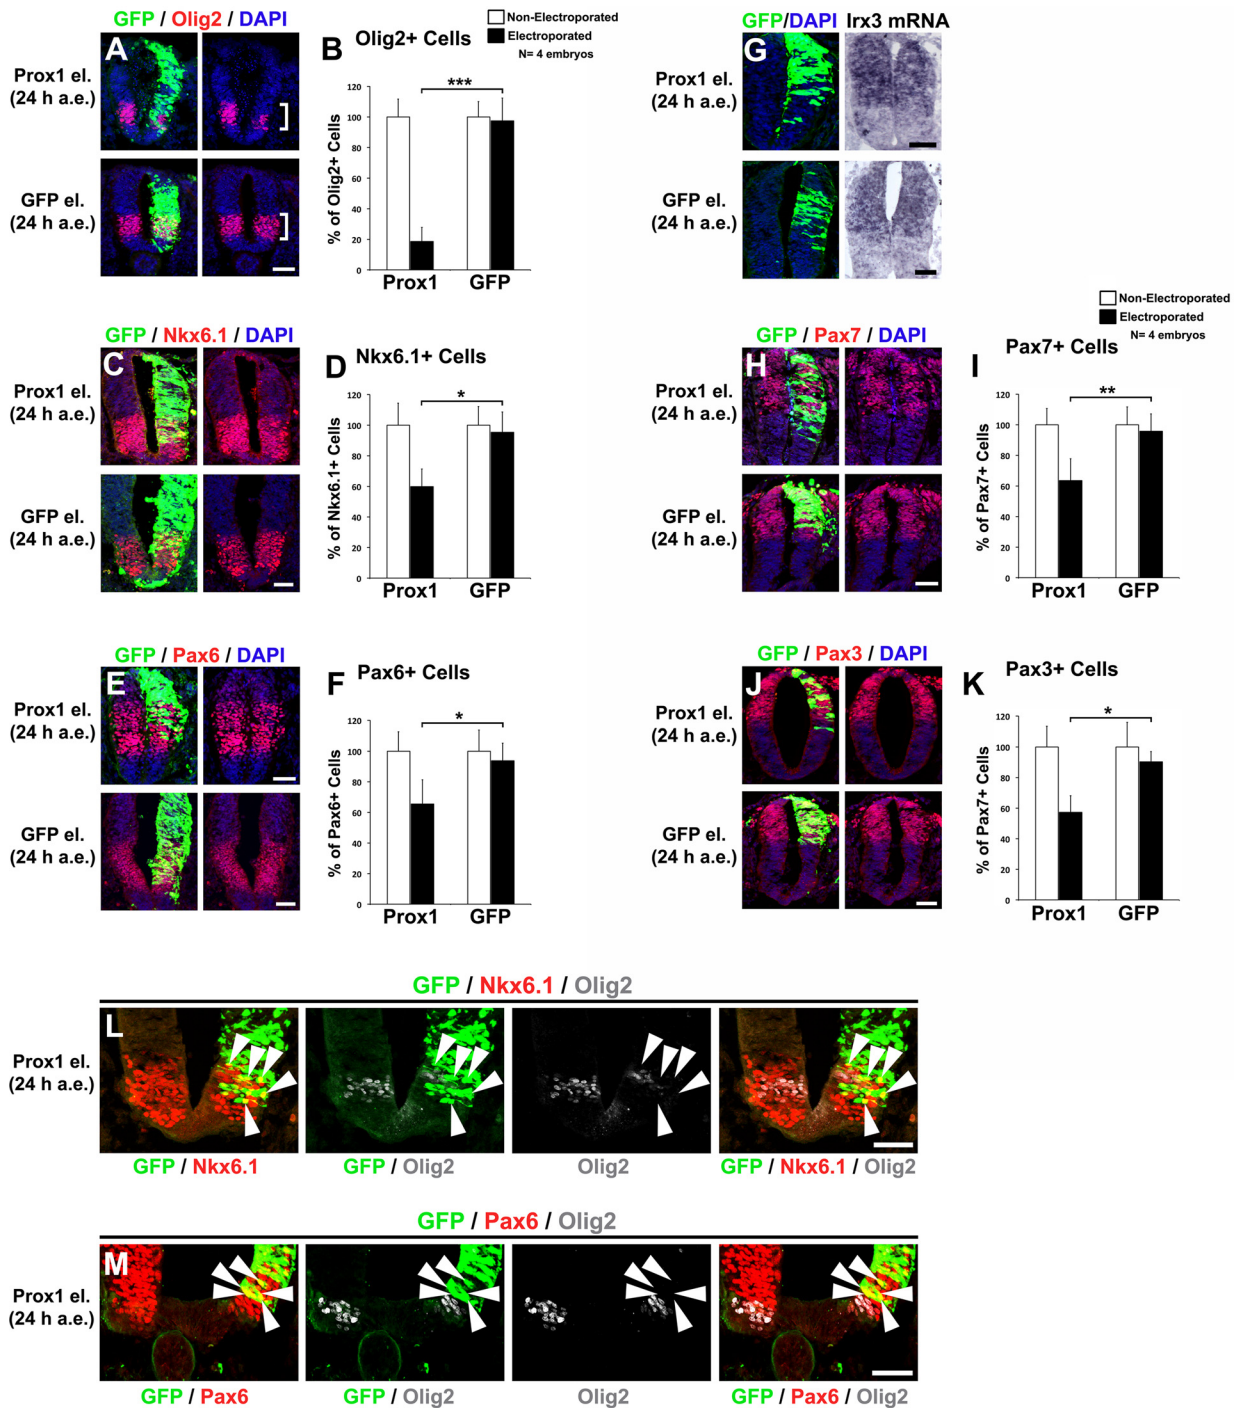 GFP / Olig2 / DAPI
A
Prox1 el.
(24 h a.e.)
GFP el.
(24 h a.e.)
B
Olig2+ Cells
Non-Electroporated
Electroporated
N= 4 embryos
***
% of Olig2+ Cells
120
100
80
60
40
20
0
Prox1 GFP
GFP/DAPI Irx3 mRNA
G
Prox1 el.
(24 h a.e.)
GFP el.
(24 h a.e.)
GFP / Nkx6.1 / DAPI
C
Prox1 el.
(24 h a.e.)
GFP el.
(24 h a.e.)
D
Nkx6.1+ Cells
*
% of Nkx6.1+ Cells
120
100
80
60
40
20
0
Prox1 GFP
GFP / Pax7 / DAPI
H
Prox1 el.
(24 h a.e.)
GFP el.
(24 h a.e.)
Non-Electroporated
Electroporated
N= 4 embryos
I
Pax7+ Cells
**
% of Pax7+ Cells
120
100
80
60
40
20
0
Prox1 GFP
GFP / Pax6 / DAPI
E
Prox1 el.
(24 h a.e.)
GFP el.
(24 h a.e.)
F
Pax6+ Cells
*
% of Pax6+ Cells
120
100
80
60
40
20
0
Prox1 GFP
GFP / Pax3 / DAPI
J
Prox1 el.
(24 h a.e.)
GFP el.
(24 h a.e.)
K
Pax3+ Cells
*
% of Pax7+ Cells
120
100
80
60
40
20
0
Prox1 GFP
GFP / Nkx6.1 / Olig2
L
Prox1 el.
(24 h a.e.)
GFP / Nkx6.1
GFP / Olig2
Olig2
GFP / Nkx6.1 / Olig2
GFP / Pax6 / Olig2
M
Prox1 el.
(24 h a.e.)
GFP / Pax6
GFP / Olig2
Olig2
GFP / Pax6 / Olig2